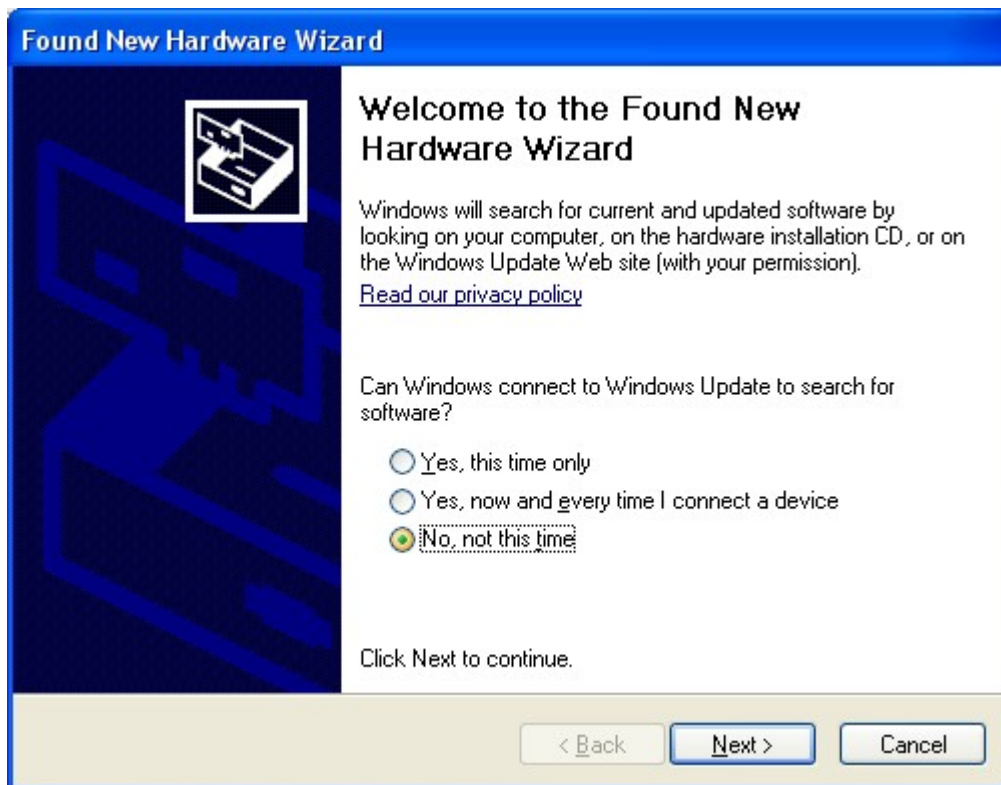 Found New Hardware Wizard
Welcome to the Found New
Hardware Wizard
Windows will search for current and updated software by
looking on your computer, on the hardware installation CD, or on
the Windows Update Web site (with your permission).
Read our privacy policy
Can Windows connect to Windows Update to search for
software?
Yes, this time only
Yes, now and every time I connect a device
No, not this time
Click Next to continue.
< Back
Next >
Cancel